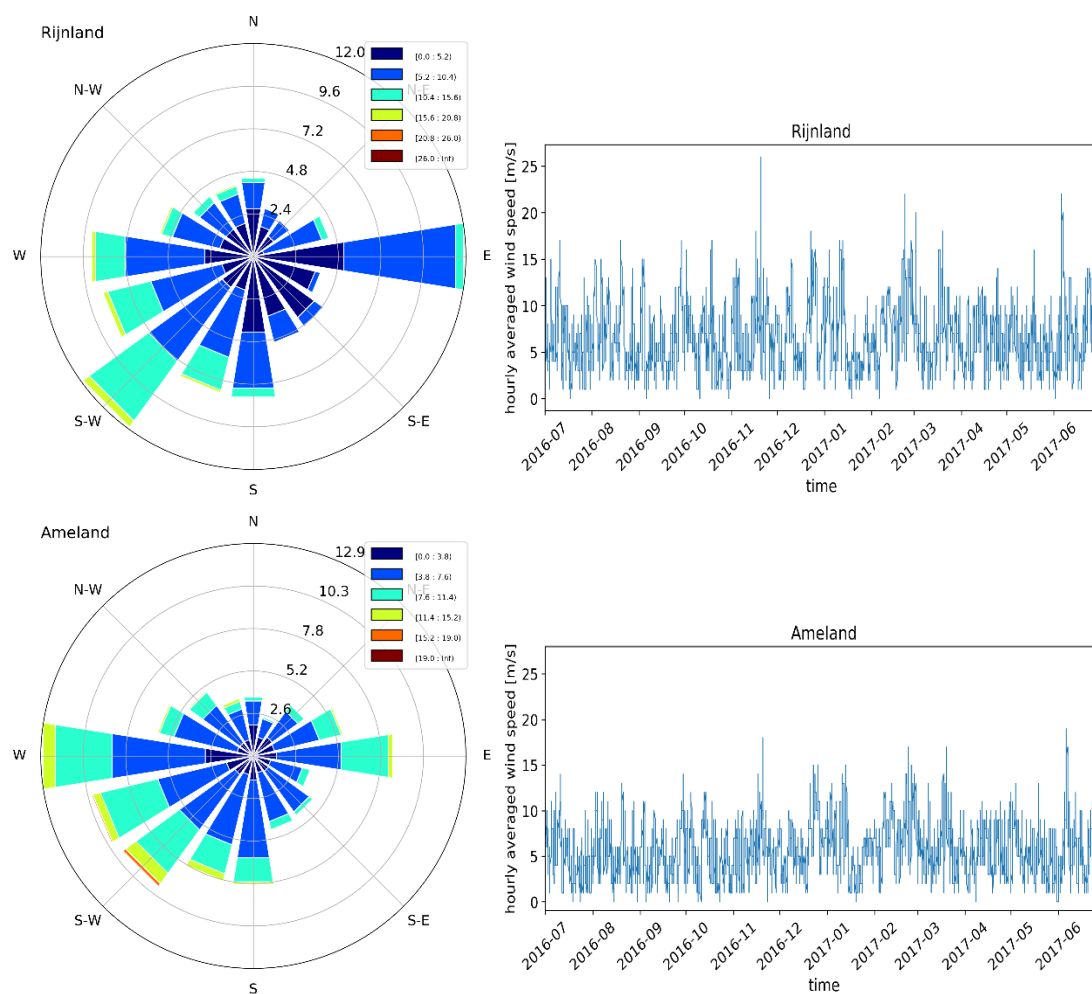 Rijnland
N
N-E
E
S-E
S
S-W
W
N-W
2.4
4.8
7.2
9.6
12.0
[0.0 : 5.2)
[5.2 : 10.4)
[10.4 : 15.6)
[15.6 : 20.8)
[20.8 : 26.0)
[26.0 : inf)
Rijnland
hourly averaged wind speed [m/s]
25
20
15
10
5
0
2016-07
2016-08
2016-09
2016-10
2016-11
2016-12
2017-01
2017-02
2017-03
2017-04
2017-05
2017-06
time
Ameland
N
N-E
E
S-E
S
S-W
W
N-W
2.6
5.2
7.8
10.3
12.9
[0.0 : 3.8)
[3.8 : 7.6)
[7.6 : 11.4)
[11.4 : 15.2)
[15.2 : 19.0)
[19.0 : inf)
Ameland
hourly averaged wind speed [m/s]
25
20
15
10
5
0
2016-07
2016-08
2016-09
2016-10
2016-11
2016-12
2017-01
2017-02
2017-03
2017-04
2017-05
2017-06
time